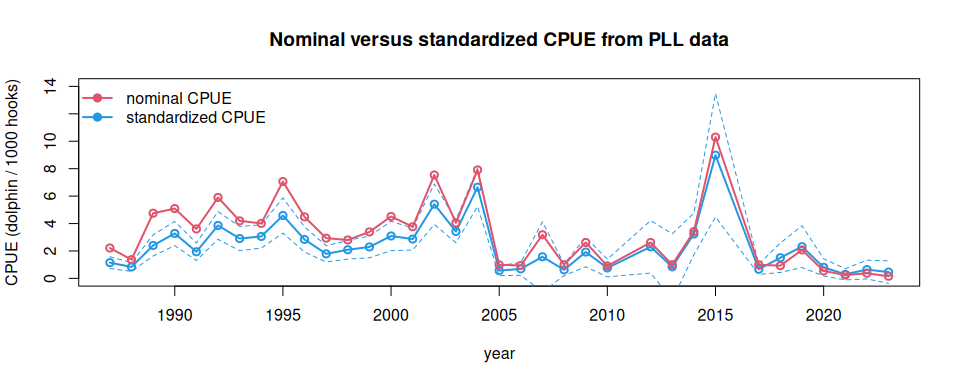 Nominal versus standardized CPUE from PLL data
CPUE (dolphin / 1000 hooks)
14
10
8
6
4
2
0
nominal CPUE
standardized CPUE
1990 1995 2000 2005 2010 2015 2020
year